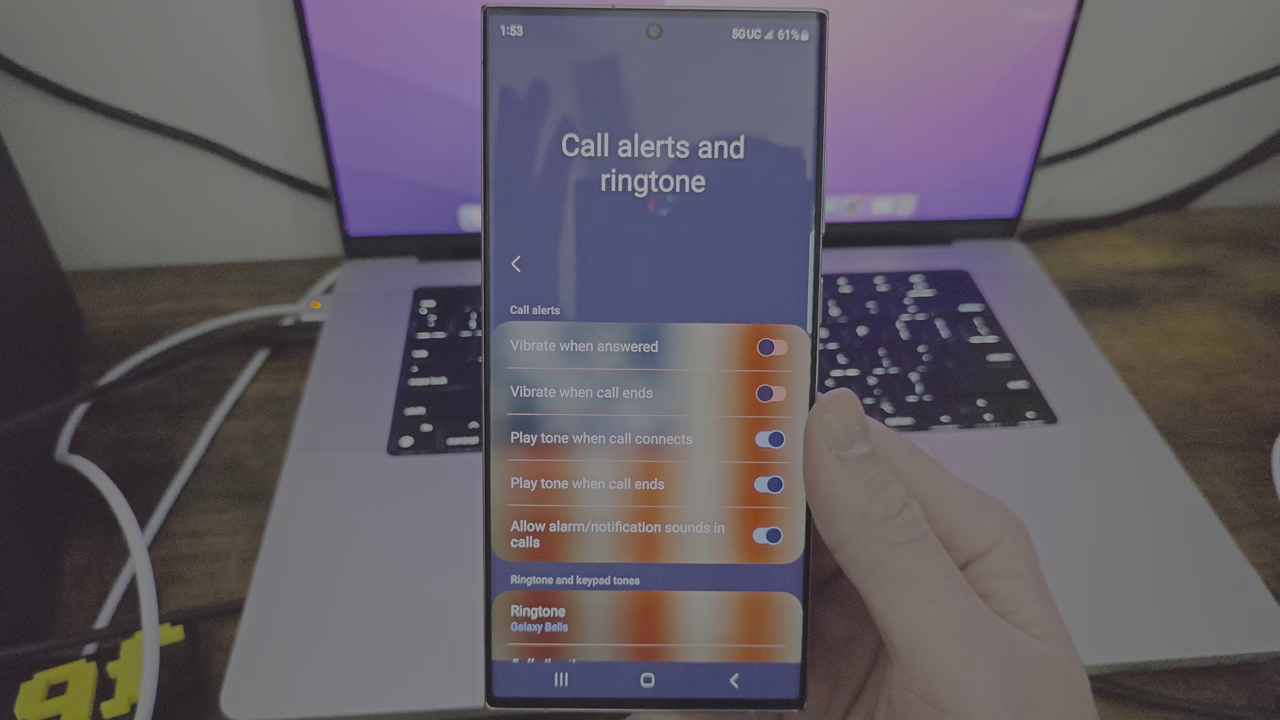 1:53
5G UC 61%
Call alerts and
ringtone
Call alerts
Vibrate when answered
Vibrate when call ends
Play tone when call connects
Play tone when call ends
Allow alarm/notification sounds in
calls
Ringtone and keypad tones
Ringtone
Galaxy Bells